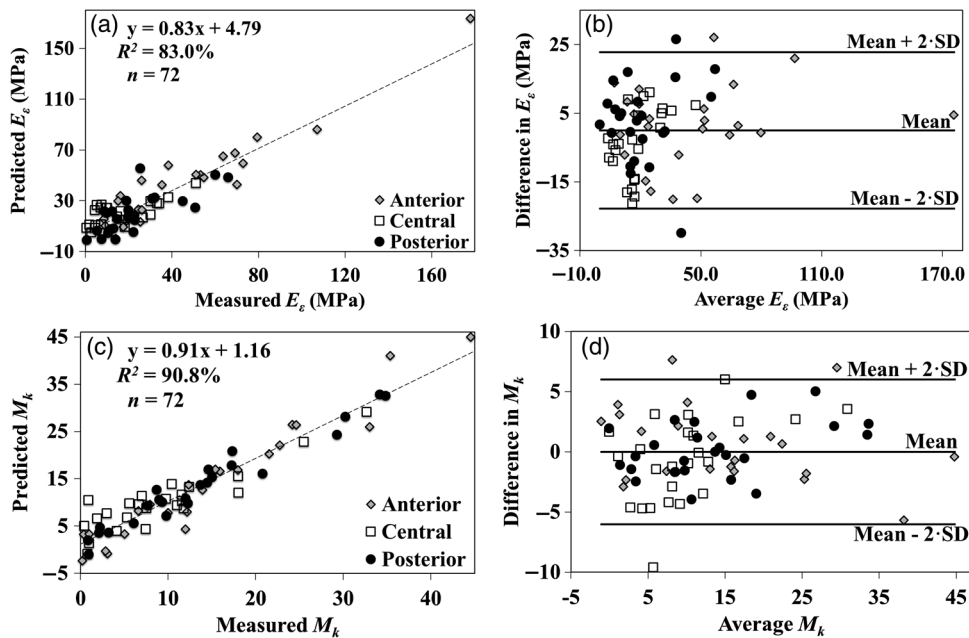 (a)
y = 0.83x + 4.79
R² = 83.0%
n = 72
Predicted Eε (MPa)
150
110
70
30
−10
Anterior
Central
Posterior
0
40
80
120
160
Measured Eε (MPa)
(b)
Difference in Eε (MPa)
25
5
−15
−35
Mean + 2·SD
Mean
Mean - 2·SD
−10.0
50.0
110.0
170.0
Average Eε (MPa)
(c)
y = 0.91x + 1.16
R² = 90.8%
n = 72
Predicted Mk
45
35
25
15
5
−5
Anterior
Central
Posterior
0
10
20
30
40
Measured Mk
(d)
Difference in Mk
10
5
0
−5
−10
Mean + 2·SD
Mean
Mean - 2·SD
-5
5
15
25
35
45
Average Mk